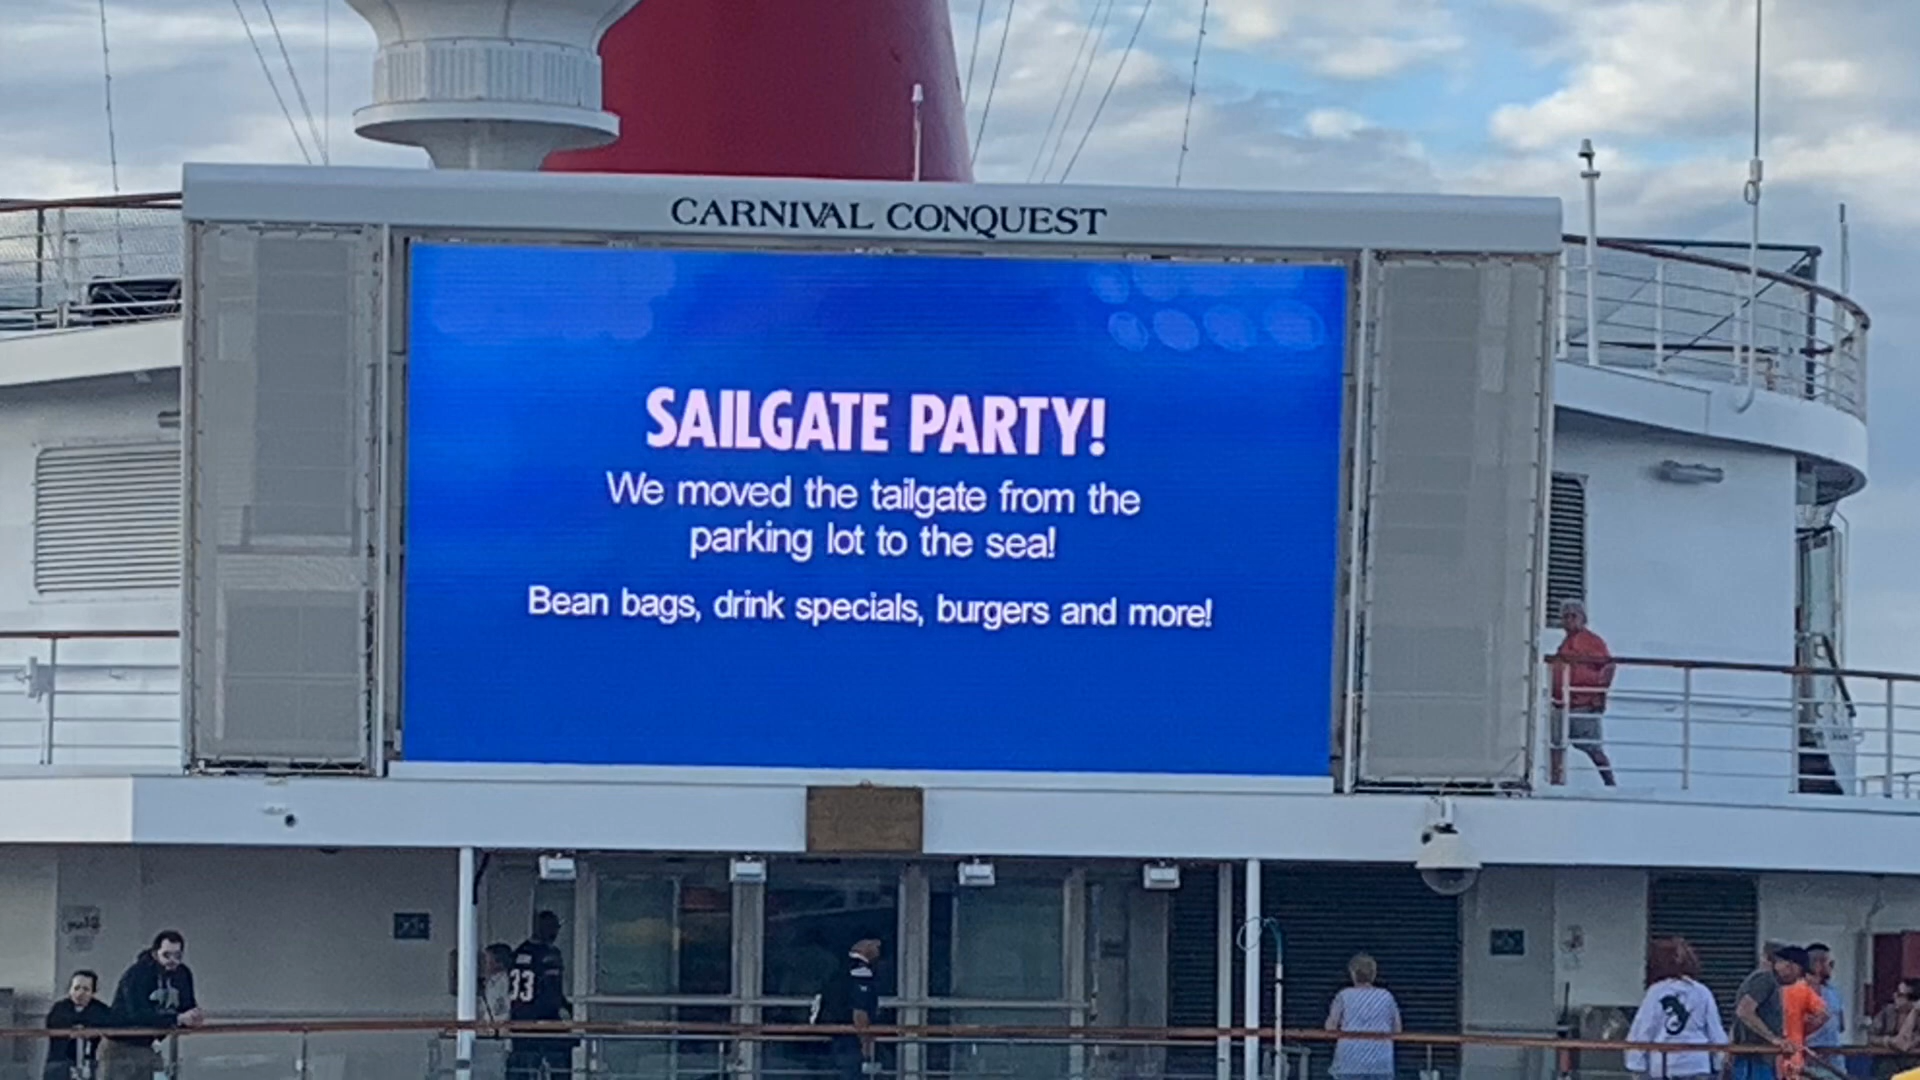 CARNIVAL CONQUEST
SAILGATE PARTY!
We moved the tailgate from the
parking lot to the sea!
Bean bags, drink specials, burgers and more!
33